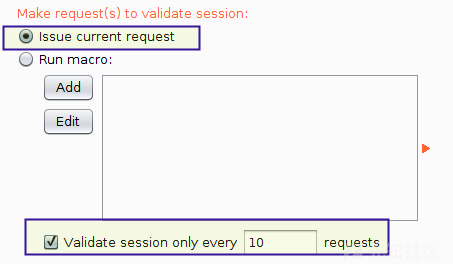 Make request(s) to validate session:
Issue current request
Run macro:
Add
Edit
Validate session only every 10 requests